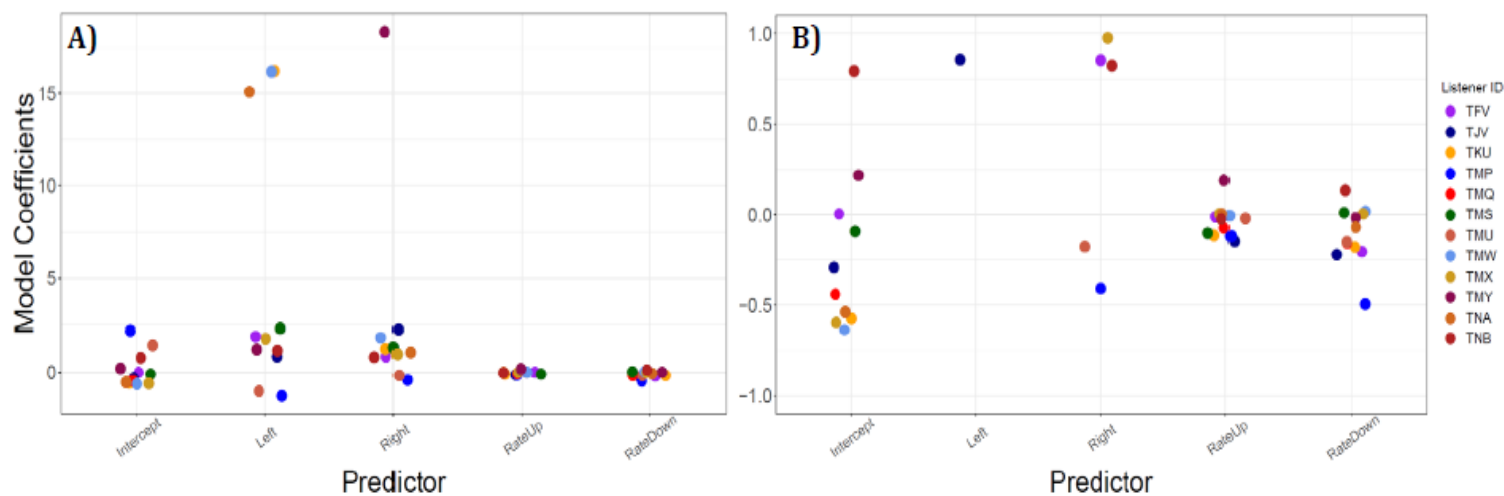 A)
Model Coefficients
15
15
5
0
Intercept
Left
Right
RateUp
RateDown
Predictor
B)
1.0
0.5
0.0
−0.5
−1.0
Intercept
Left
Right
RateUp
RateDown
Predictor
Listener ID
TFV
TJV
TKU
TMP
TMQ
TMS
TMU
TMW
TMX
TMY
TNA
TNB